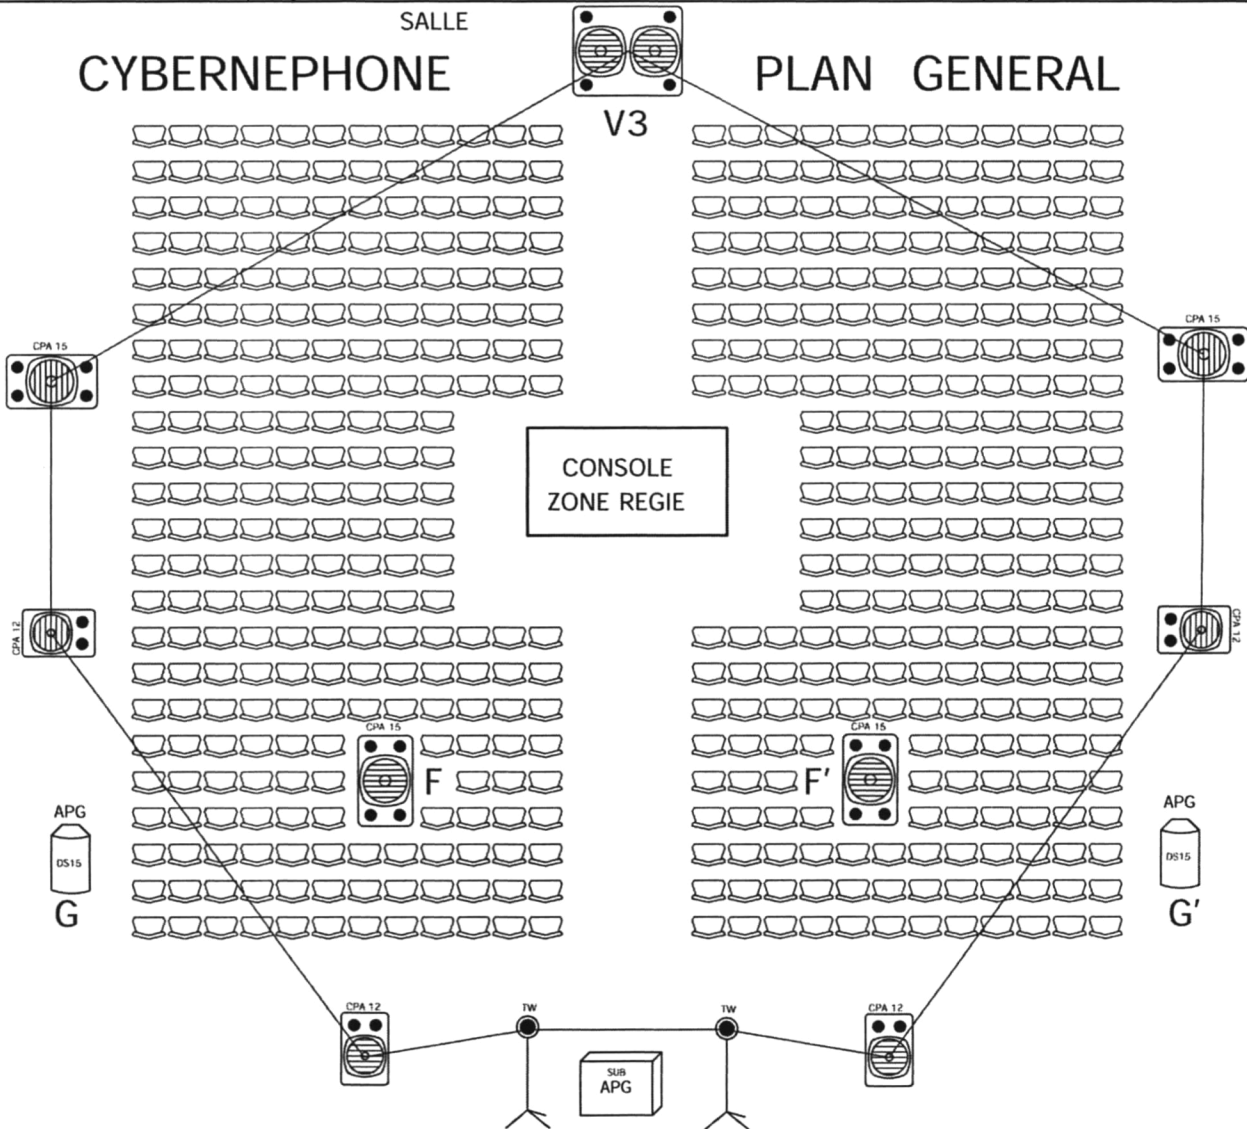 SALLE
CYBERNEPHONE PLAN GENERAL
V3
CPA 15
CPA 15
CONSOLE
ZONE REGIE
CPA 12
CPA 12
CPA 15
CPA 15
F
F'
APG
DS15
G
APG
DS15
G'
CPA 12
TW
TW
CPA 12
SUB
APG